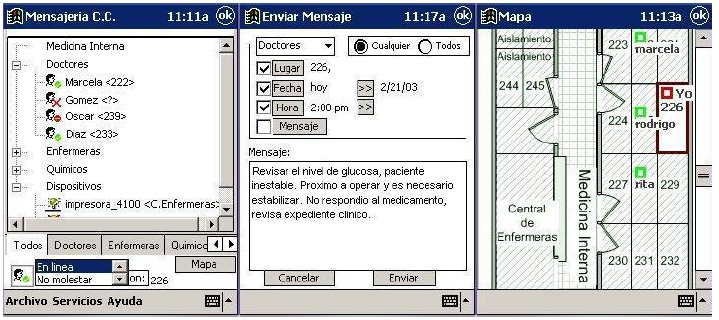 Mensajeria C.C. 11:11a ok
Medicina Interna
Doctores
Marcela <222>
Gomez <?>
Oscar <239>
Diaz <233>
Enfermeras
Quimicos
Dispositivos
impresora_4100 <C.Enfermeras>
Todos Doctores Enfermeras Quimicc
En linea
No molestar
on: 226
Mapa
Archivo Servicios Ayuda
Enviar Mensaje 11:17a ok
Doctores Cualquier Todos
Lugar 226,
Fecha hoy >> 2/21/03
Hora 2:00 pm >>
Mensaje
Mensaje:
Revisar el nivel de glucosa, paciente
inestable. Proximo a operar y es necesario
estabilizar. No respondio al medicamento,
revisa expediente clinico.
Cancelar Enviar
Mapa 11:13a ok
Aislamiento
Aislamiento
223 marcela
244 245
Yo
226
224 rodrigo
227 rita 229
Central
de
Enfermeras
Medicina Interna
230 231 232